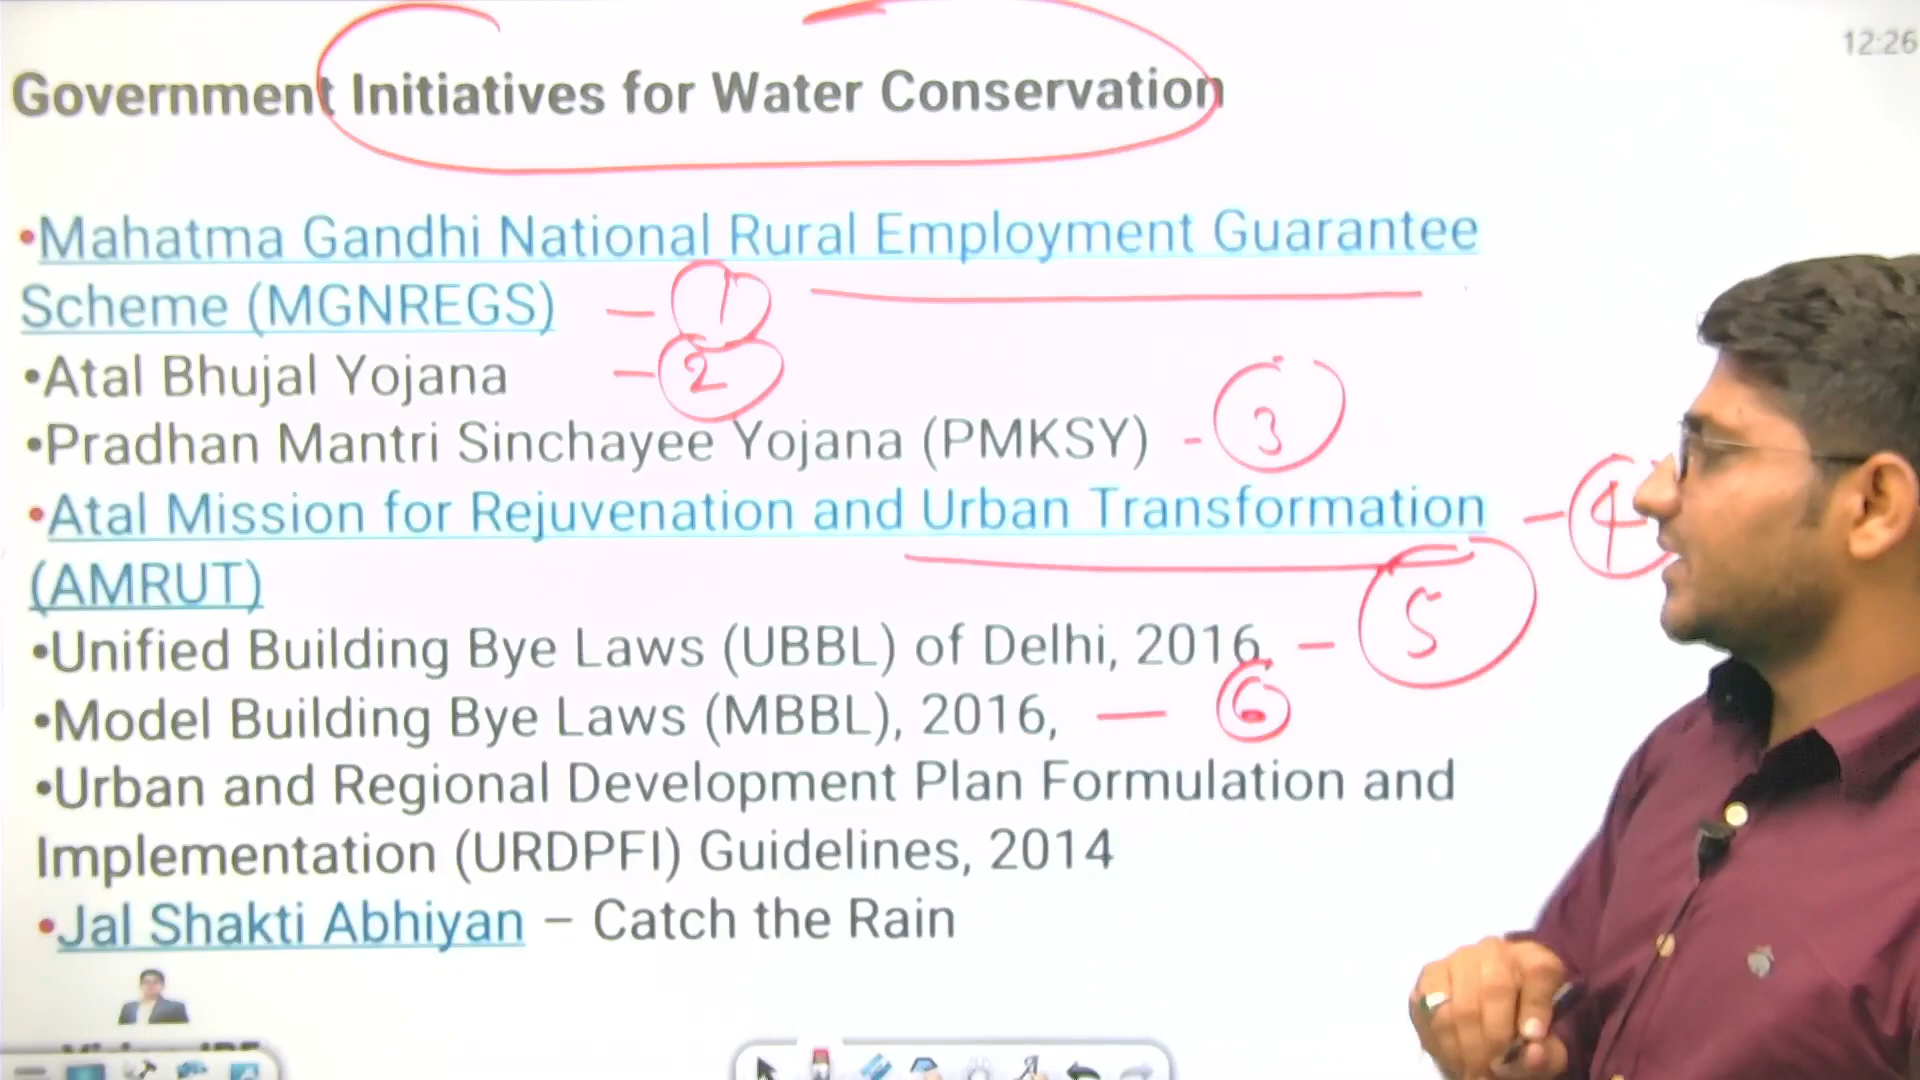 12:26
Government Initiatives for Water Conservation
•Mahatma Gandhi National Rural Employment Guarantee
Scheme (MGNREGS) – 1
•Atal Bhujal Yojana – 2
•Pradhan Mantri Sinchayee Yojana (PMKSY) - 3
•Atal Mission for Rejuvenation and Urban Transformation – 4
(AMRUT)
•Unified Building Bye Laws (UBBL) of Delhi, 2016, – 5
•Model Building Bye Laws (MBBL), 2016, — 6
•Urban and Regional Development Plan Formulation and
Implementation (URDPFI) Guidelines, 2014
•Jal Shakti Abhiyan – Catch the Rain